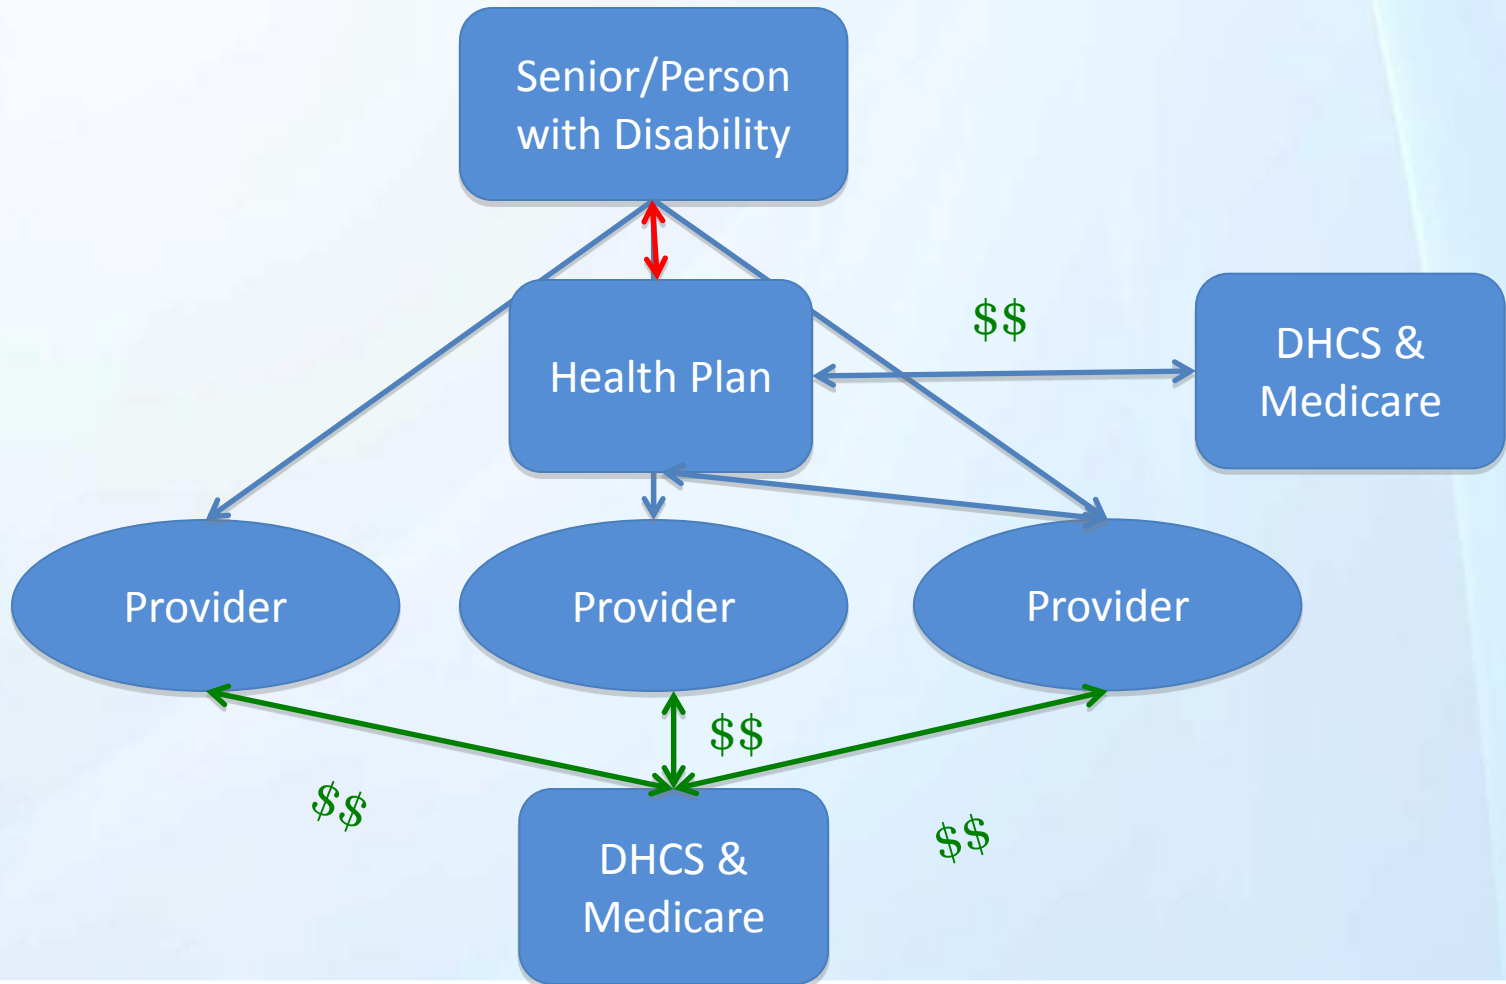 Senior/Person
with Disability
$$
DHCS &
Medicare
Health Plan
Provider
Provider
Provider
$$
$$
$$
DHCS &
Medicare